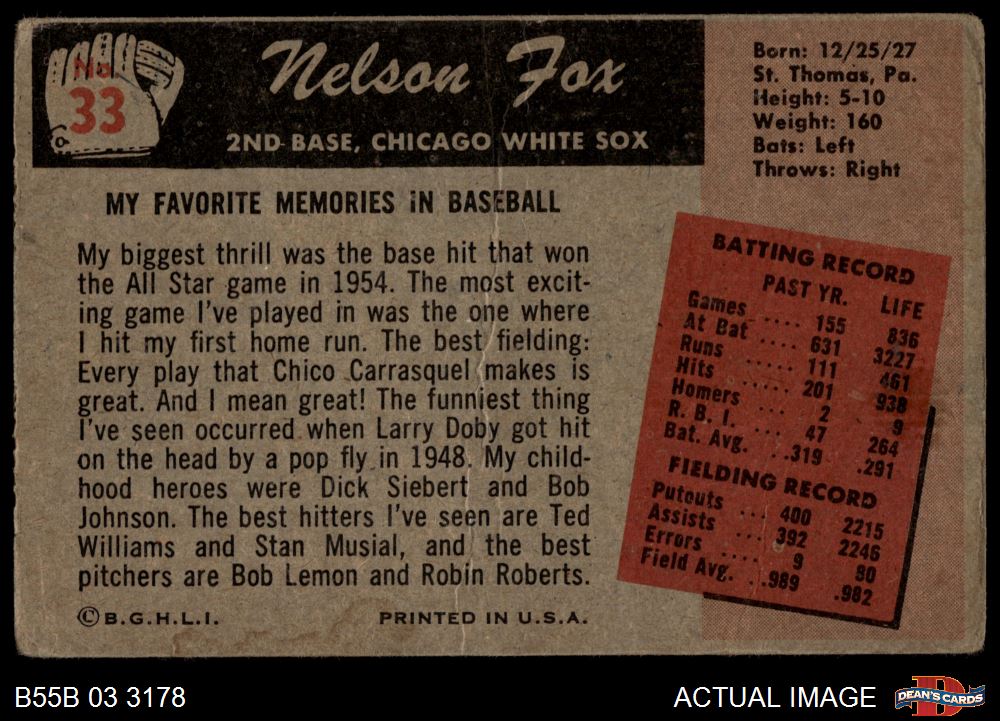 No
33
Nelson Fox
2ND-BASE, CHICAGO WHITE SOX
Born: 12/25/27
St. Thomas, Pa.
Height: 5-10
Weight: 160
Bats: Left
Throws: Right
MY FAVORITE MEMORIES iN BASEBALL
My biggest thrill was the base hit that won
the All Star game in 1954. The most excit-
ing game I've played in was the one where
I hit my first home run. The best fielding:
Every play that Chico Carrasquel makes is
great. And I mean great! The funniest thing
I've seen occurred when Larry Doby got hit
on the head by a pop fly in 1948. My child-
hood heroes were Dick Siebert and Bob
Johnson. The best hitters I've seen are Ted
Williams and Stan Musial, and the best
pitchers are Bob Lemon and Robin Roberts.
BATTING RECORD
PAST YR. LIFE
Games .... 155 836
At Bat .... 631 3227
Runs ..... 111 461
Hits ..... 201 938
Homers ... 2 9
R. B. I. ... 47 264
Bat. Avg. ..319 .291
FIELDING RECORD
Putouts ... 400 2215
Assists ... 392 2246
Errors .... 9 80
Field Avg. ..989 .982
© B.G.H.L.I. PRINTED IN U.S.A.
B55B 03 3178
ACTUAL IMAGE
D
DEAN'S CARDS